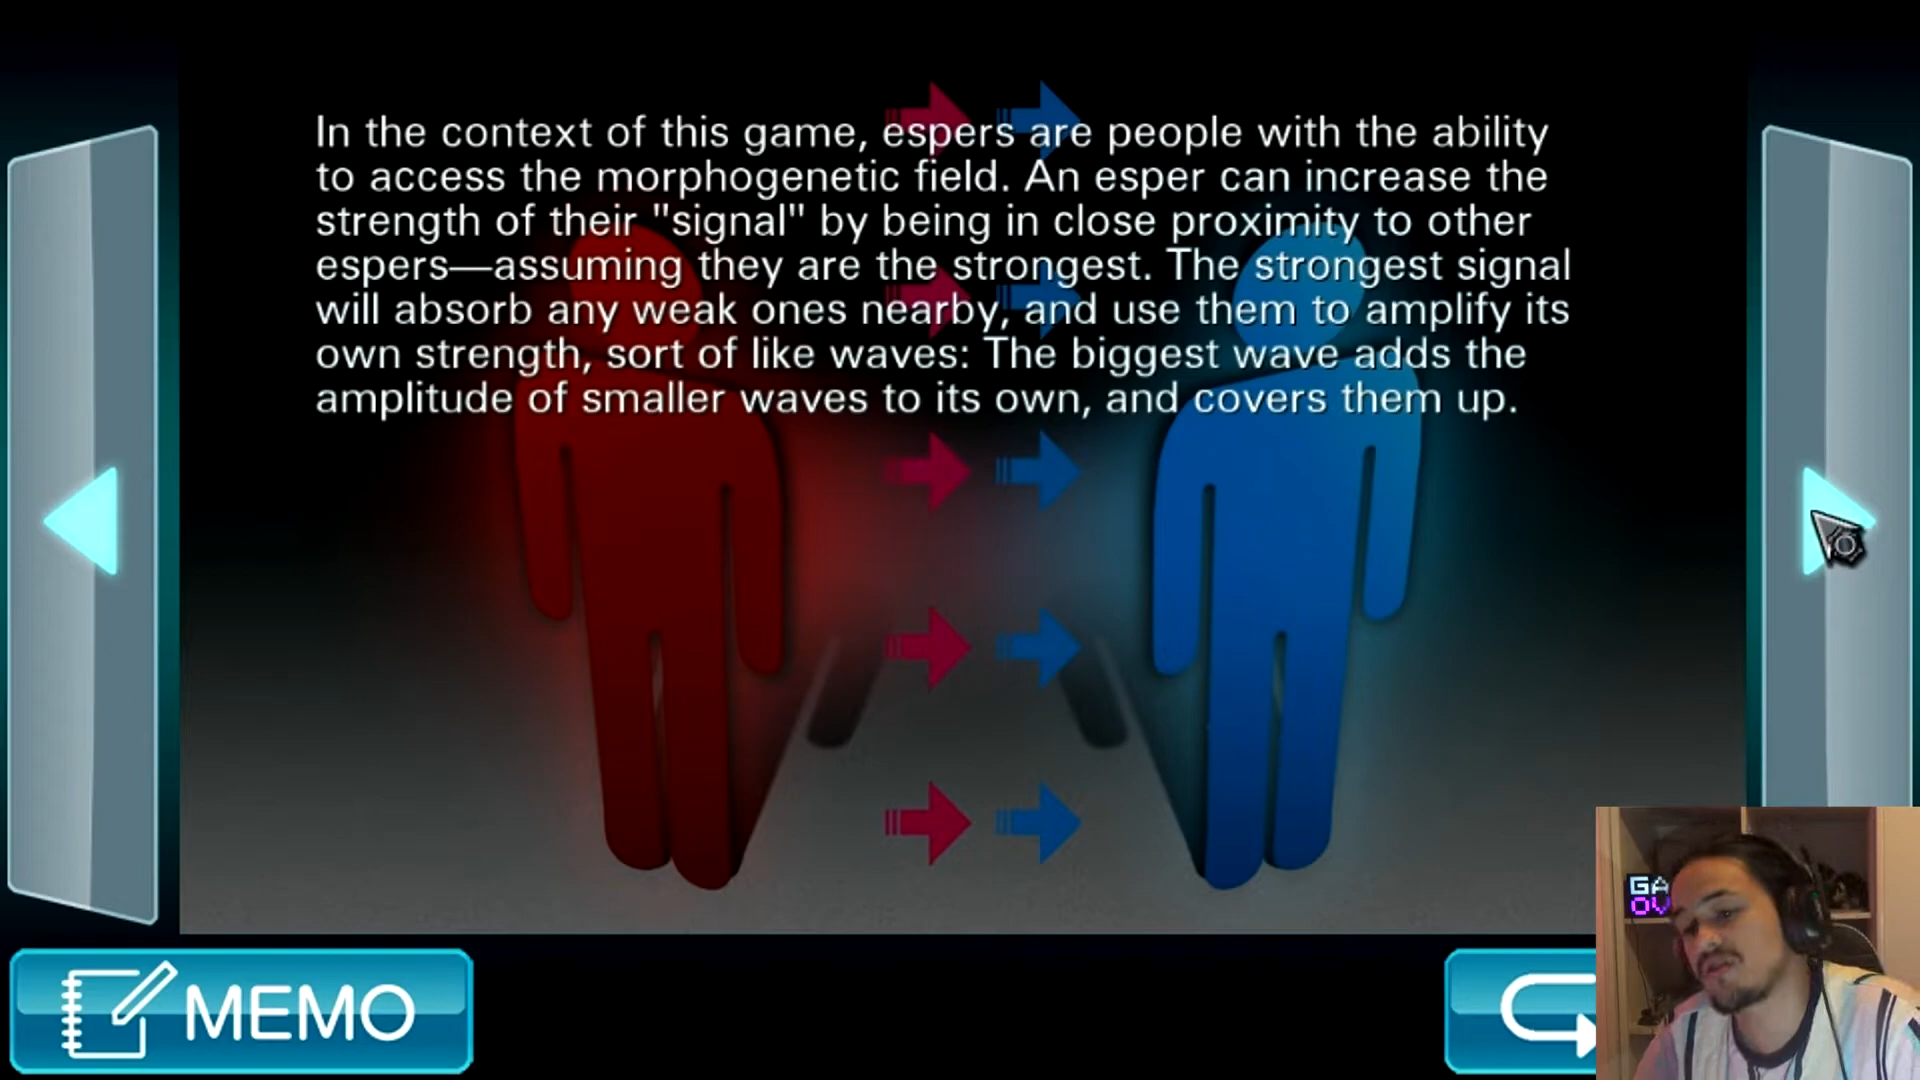 In the context of this game, espers are people with the ability
to access the morphogenetic field. An esper can increase the
strength of their "signal" by being in close proximity to other
espers—assuming they are the strongest. The strongest signal
will absorb any weak ones nearby, and use them to amplify its
own strength, sort of like waves: The biggest wave adds the
amplitude of smaller waves to its own, and covers them up.
MEMO
GA
OV